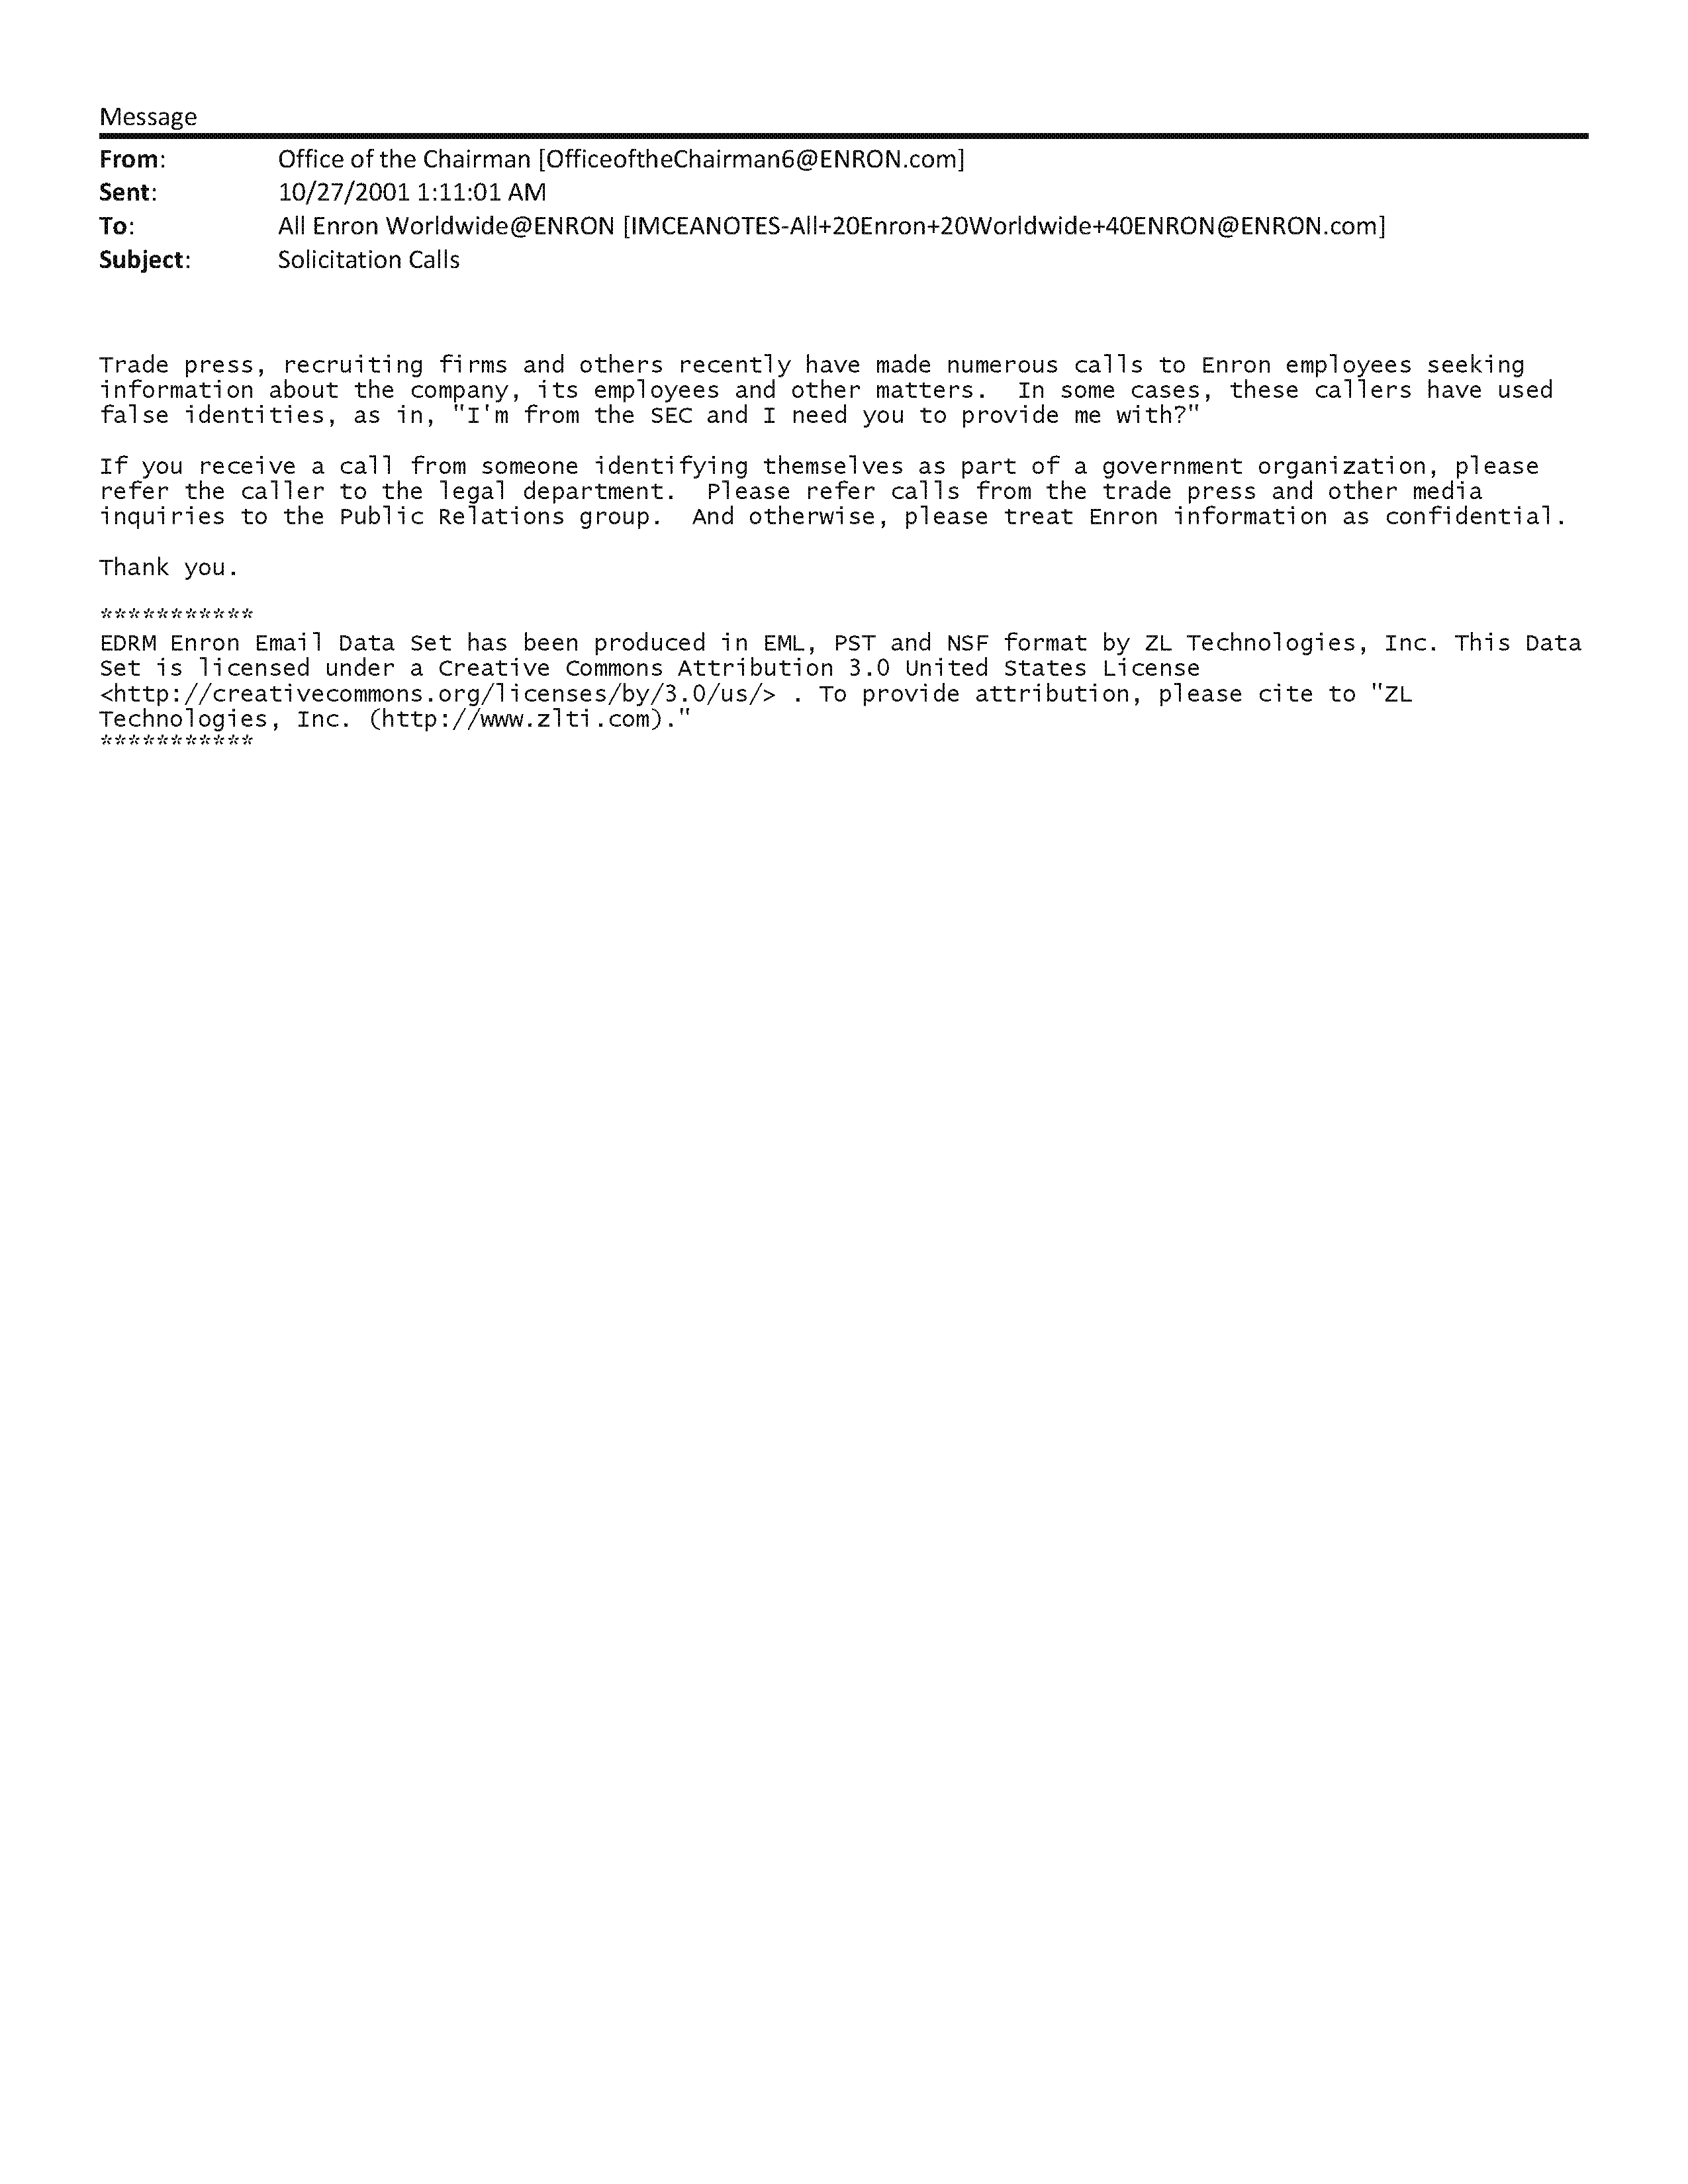 Message
From: Office of the Chairman [OfficeoftheChairman6@ENRON.com]
Sent: 10/27/2001 1:11:01 AM
To: All Enron Worldwide@ENRON [IMCEANOTES-All+20Enron+20Worldwide+40ENRON@ENRON.com]
Subject: Solicitation Calls
Trade press, recruiting firms and others recently have made numerous calls to Enron employees seeking
information about the company, its employees and other matters.  In some cases, these callers have used
false identities, as in, "I'm from the SEC and I need you to provide me with?"
If you receive a call from someone identifying themselves as part of a government organization, please
refer the caller to the legal department.  Please refer calls from the trade press and other media
inquiries to the Public Relations group.  And otherwise, please treat Enron information as confidential.
Thank you.
***********
EDRM Enron Email Data Set has been produced in EML, PST and NSF format by ZL Technologies, Inc. This Data
Set is licensed under a Creative Commons Attribution 3.0 United States License
<http://creativecommons.org/licenses/by/3.0/us/> . To provide attribution, please cite to "ZL
Technologies, Inc. (http://www.zlti.com)."
***********